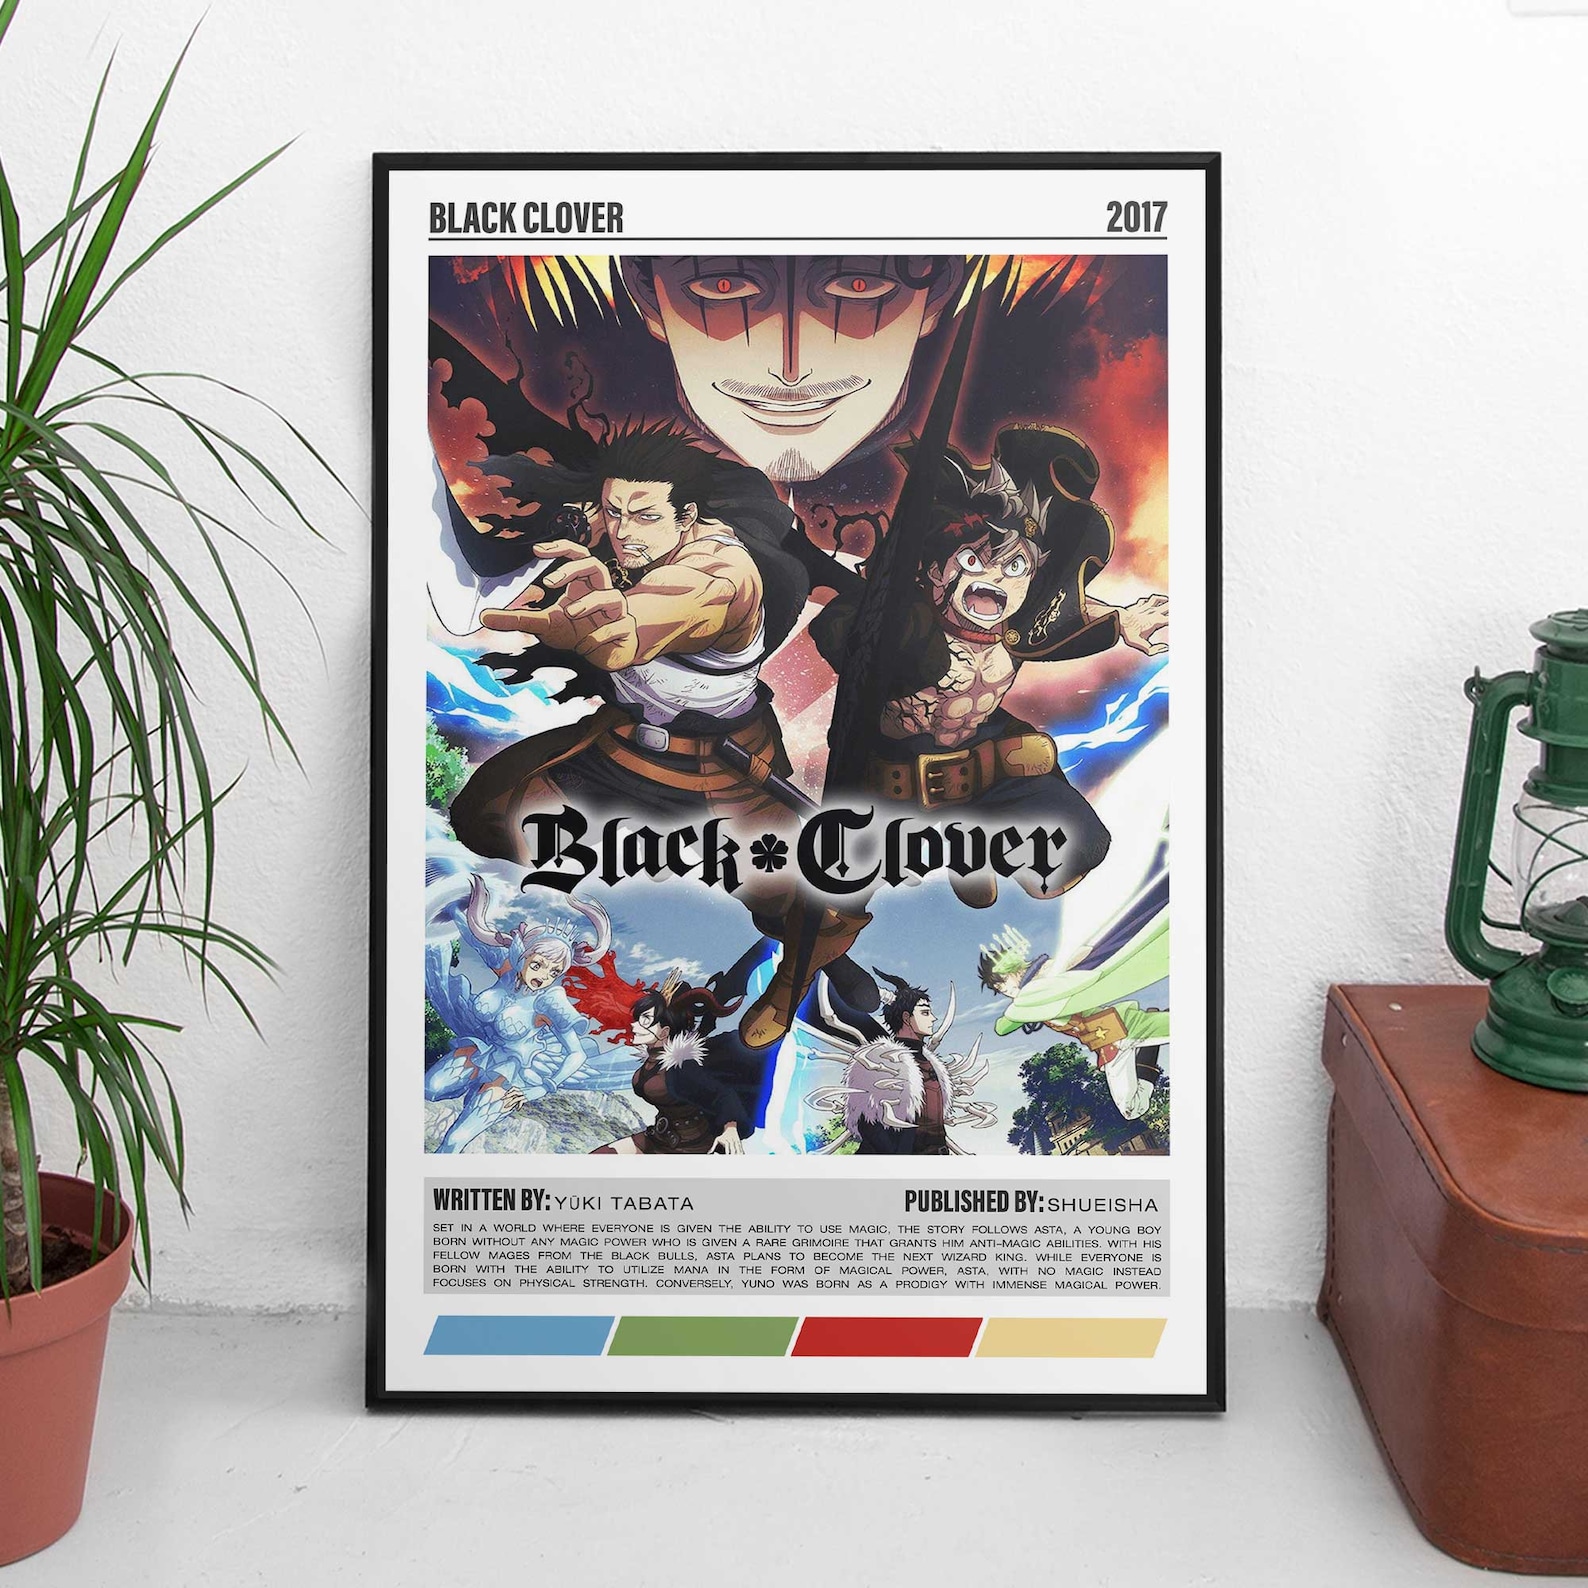 BLACK CLOVER 2017
Black Clover
WRITTEN BY: YŪKI TABATA PUBLISHED BY: SHUEISHA
SET IN A WORLD WHERE EVERYONE IS GIVEN THE ABILITY TO USE MAGIC, THE STORY FOLLOWS ASTA, A YOUNG BOY
BORN WITHOUT ANY MAGIC POWER WHO IS GIVEN A RARE GRIMOIRE THAT GRANTS HIM ANTI-MAGIC ABILITIES. WITH HIS
FELLOW MAGES FROM THE BLACK BULLS, ASTA PLANS TO BECOME THE NEXT WIZARD KING. WHILE EVERYONE IS
BORN WITH THE ABILITY TO UTILIZE MANA IN THE FORM OF MAGICAL POWER, ASTA, WITH NO MAGIC INSTEAD
FOCUSES ON PHYSICAL STRENGTH. CONVERSELY, YUNO WAS BORN AS A PRODIGY WITH IMMENSE MAGICAL POWER.